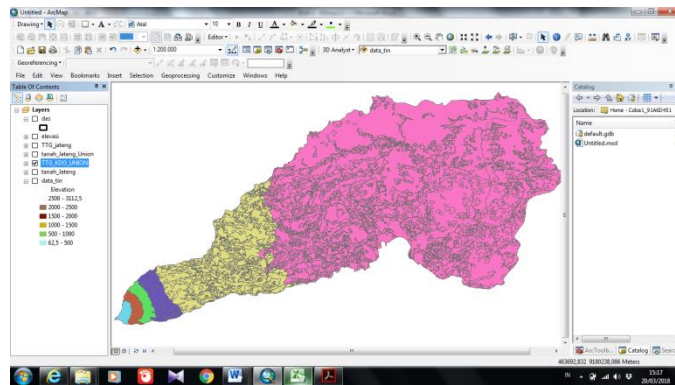 Untitled - ArcMap
Drawing
Arial
10
B I U A
Editor
1:200.000
3D Analyst
data_tin
Georeferencing
File Edit View Bookmarks Insert Selection Geoprocessing Customize Windows Help
Table Of Contents
Layers
das
elevasi
TTG_jateng
tanah_Jateng_Union
TTG_KDO_UNION
tanah_Jateng
data_tin
Elevation
2500 - 3112,5
2000 - 2500
1500 - 2000
1000 - 1500
500 - 1000
62,5 - 500
Catalog
Location:
Name
default.gdb
Untitled.mxd
ArcToolb...
Catalog
463692,832 9180238,086 Meters
IN
15:17
28/03/2018